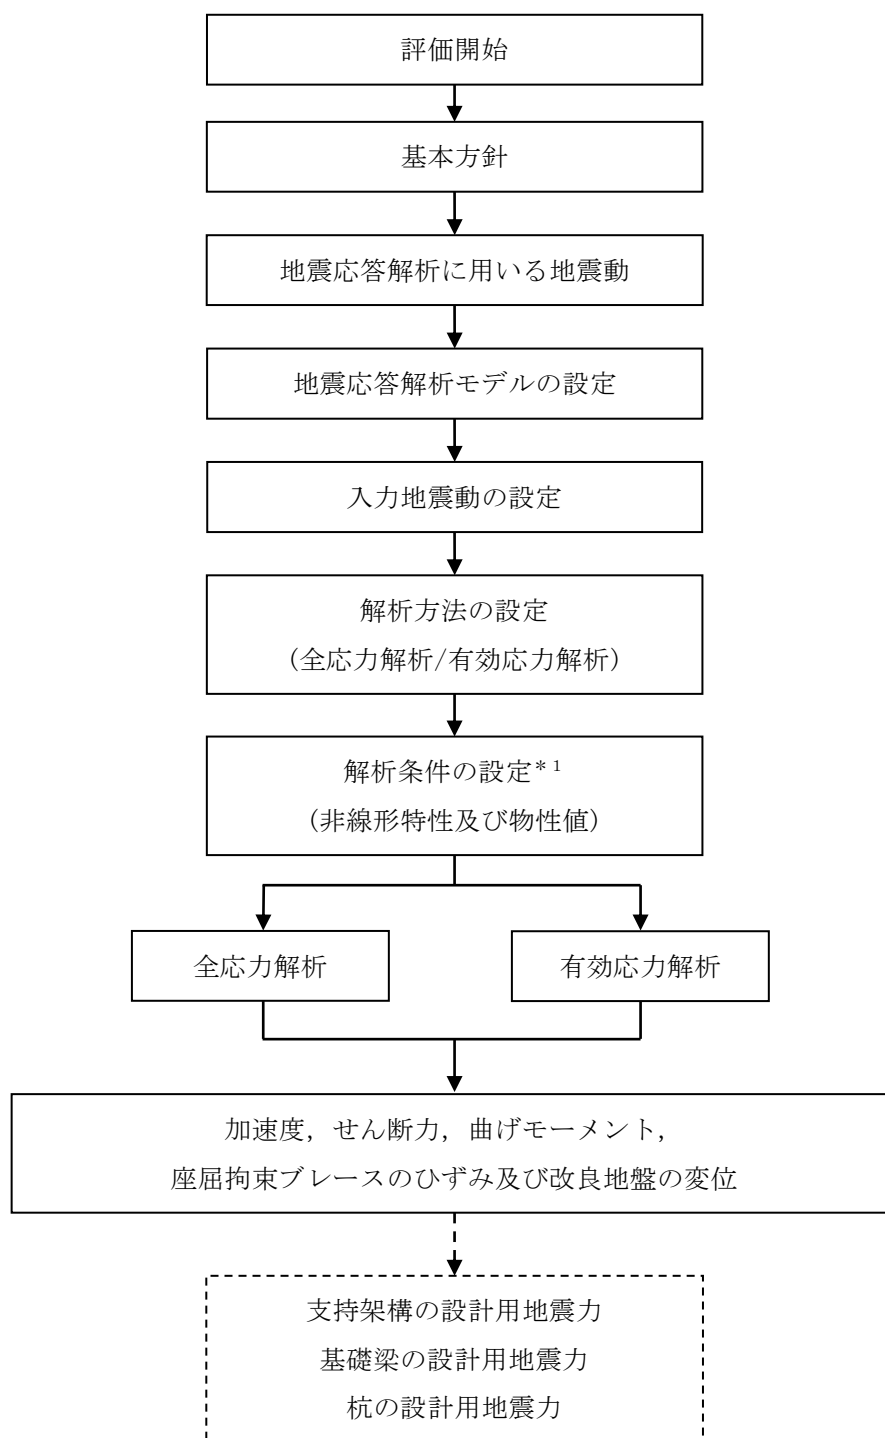 評価開始
基本方針
地震応答解析に用いる地震動
地震応答解析モデルの設定
入力地震動の設定
解析方法の設定
(全応力解析/有効応力解析)
解析条件の設定*1
(非線形特性及び物性値)
全応力解析
有効応力解析
加速度，せん断力，曲げモーメント，
座屈拘束ブレースのひずみ及び改良地盤の変位
支持架構の設計用地震力
基礎梁の設計用地震力
杭の設計用地震力